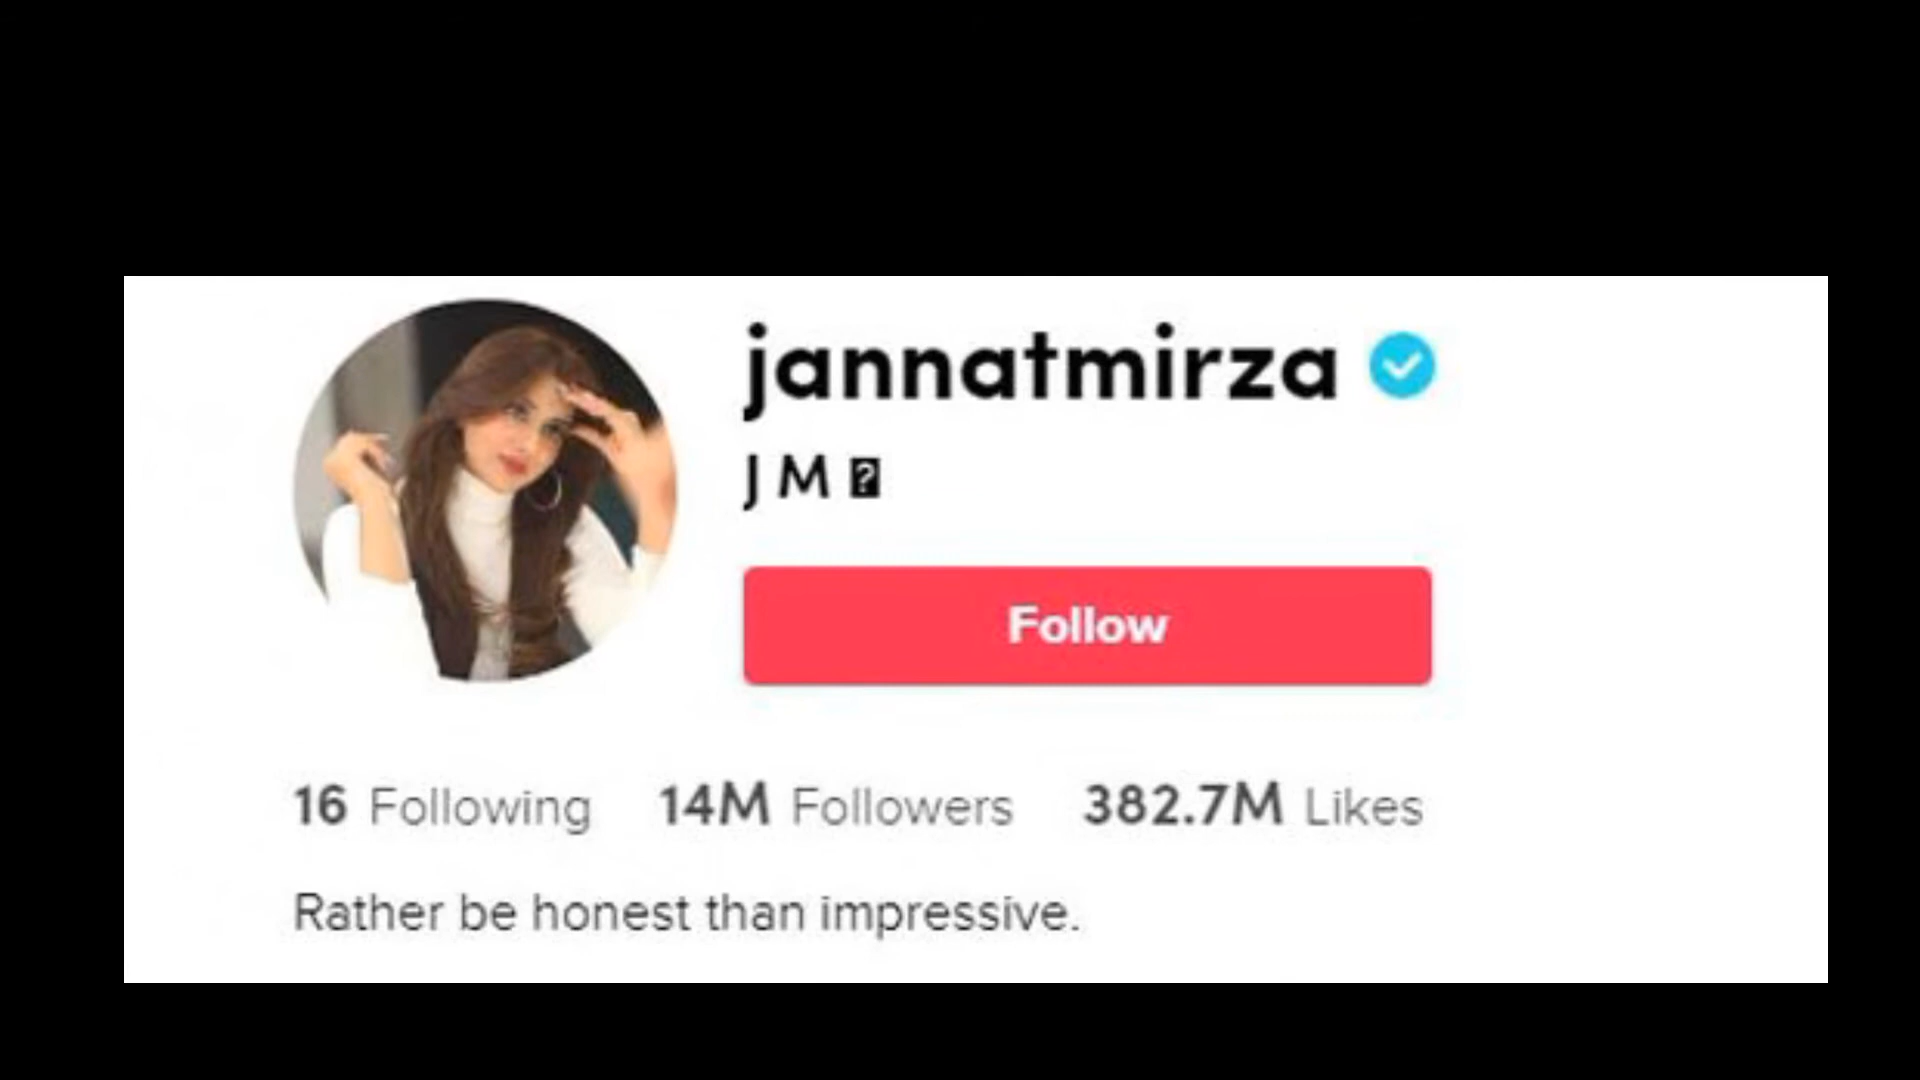 jannatmirza
J M
Follow
16 Following 14M Followers 382.7M Likes
Rather be honest than impressive.